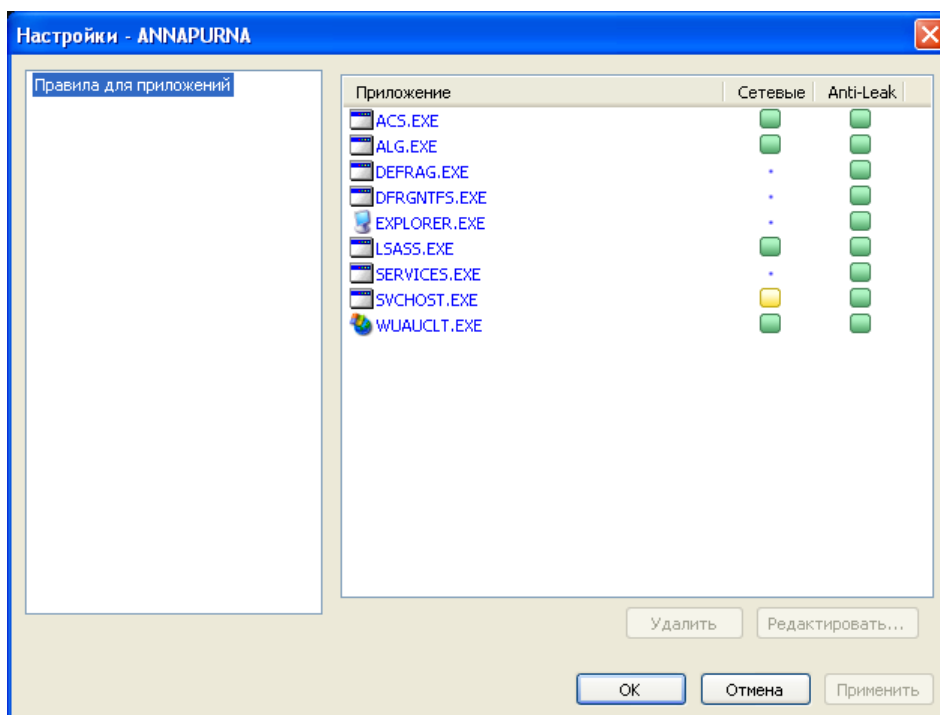 Настройки - ANNAPURNA
Правила для приложений
Приложение Сетевые Anti-Leak
ACS.EXE
ALG.EXE
DEFRAG.EXE
DFRGNTFS.EXE
EXPLORER.EXE
LSASS.EXE
SERVICES.EXE
SVCHOST.EXE
WUAUCLT.EXE
Удалить Редактировать...
OK Отмена Применить